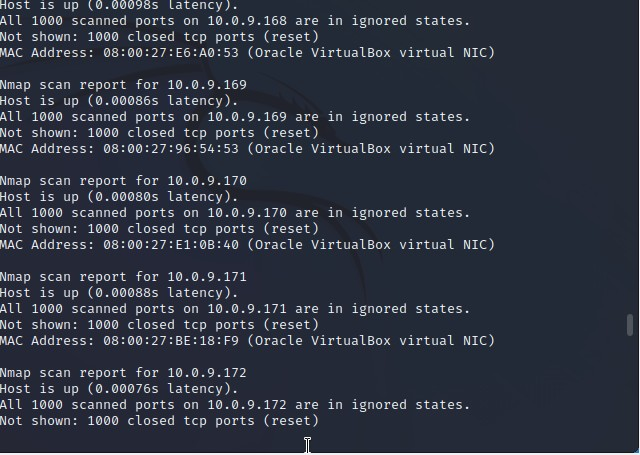 Host is up (0.00098s latency).
All 1000 scanned ports on 10.0.9.168 are in ignored states.
Not shown: 1000 closed tcp ports (reset)
MAC Address: 08:00:27:E6:A0:53 (Oracle VirtualBox virtual NIC)
Nmap scan report for 10.0.9.169
Host is up (0.00086s latency).
All 1000 scanned ports on 10.0.9.169 are in ignored states.
Not shown: 1000 closed tcp ports (reset)
MAC Address: 08:00:27:96:54:53 (Oracle VirtualBox virtual NIC)
Nmap scan report for 10.0.9.170
Host is up (0.00080s latency).
All 1000 scanned ports on 10.0.9.170 are in ignored states.
Not shown: 1000 closed tcp ports (reset)
MAC Address: 08:00:27:E1:0B:40 (Oracle VirtualBox virtual NIC)
Nmap scan report for 10.0.9.171
Host is up (0.00088s latency).
All 1000 scanned ports on 10.0.9.171 are in ignored states.
Not shown: 1000 closed tcp ports (reset)
MAC Address: 08:00:27:BE:18:F9 (Oracle VirtualBox virtual NIC)
Nmap scan report for 10.0.9.172
Host is up (0.00076s latency).
All 1000 scanned ports on 10.0.9.172 are in ignored states.
Not shown: 1000 closed tcp ports (reset)